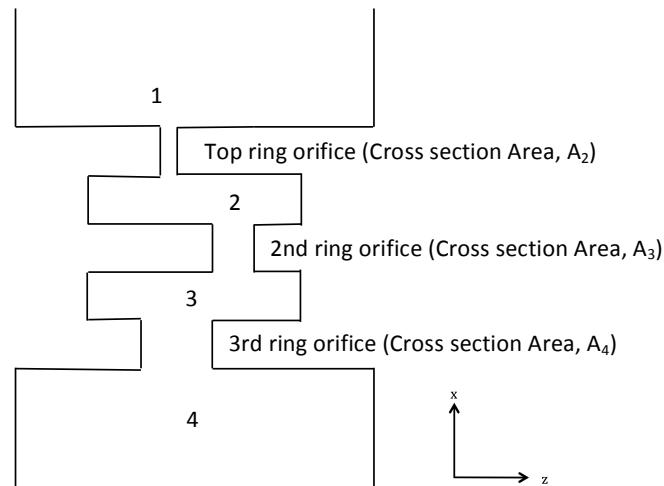 1
Top ring orifice (Cross section Area, A₂)
2
2nd ring orifice (Cross section Area, A₃)
3
3rd ring orifice (Cross section Area, A₄)
4
x
z